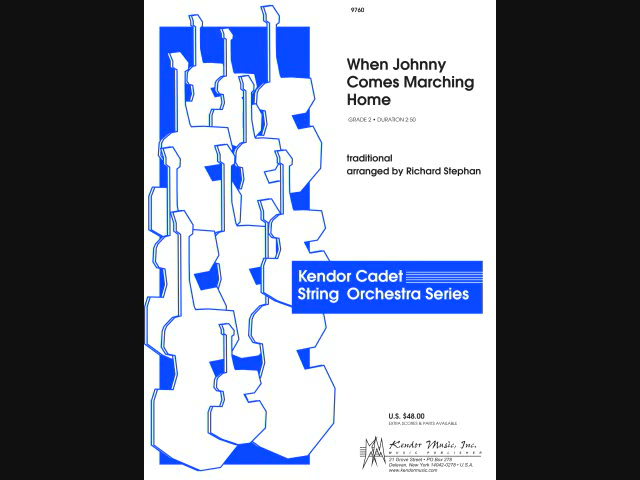 9760
When Johnny
Comes Marching
Home
GRADE 2 • DURATION 2:50
traditional
arranged by Richard Stephan
Kendor Cadet
String Orchestra Series
U.S. $48.00
EXTRA SCORES & PARTS AVAILABLE
Kendor Music, Inc.
MUSIC PUBLISHER
21 Grove Street • PO Box 278
Delevan, New York 14042-0278 • U.S.A.
www.kendormusic.com